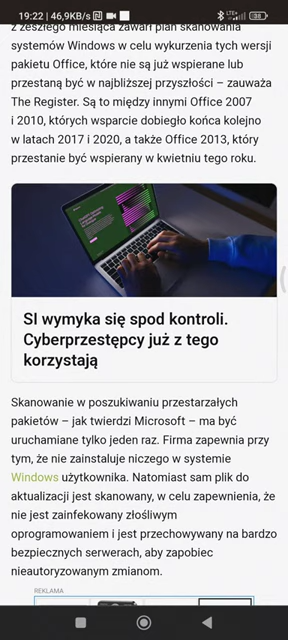 19:22 | 46,9KB/s
LTE+
38
z zeszłego miesiąca zawarł plan skanowania
systemów Windows w celu wykurzenia tych wersji
pakietu Office, które nie są już wspierane lub
przestaną być w najbliższej przyszłości – zauważa
The Register. Są to między innymi Office 2007
i 2010, których wsparcie dobiegło końca kolejno
w latach 2017 i 2020, a także Office 2013, który
przestanie być wspierany w kwietniu tego roku.
SI wymyka się spod kontroli.
Cyberprzestępcy już z tego
korzystają
Skanowanie w poszukiwaniu przestarzałych
pakietów – jak twierdzi Microsoft – ma być
uruchamiane tylko jeden raz. Firma zapewnia przy
tym, że nie zainstaluje niczego w systemie
Windows użytkownika. Natomiast sam plik do
aktualizacji jest skanowany, w celu zapewnienia, że
nie jest zainfekowany złośliwym
oprogramowaniem i jest przechowywany na bardzo
bezpiecznych serwerach, aby zapobiec
nieautoryzowanym zmianom.
REKLAMA